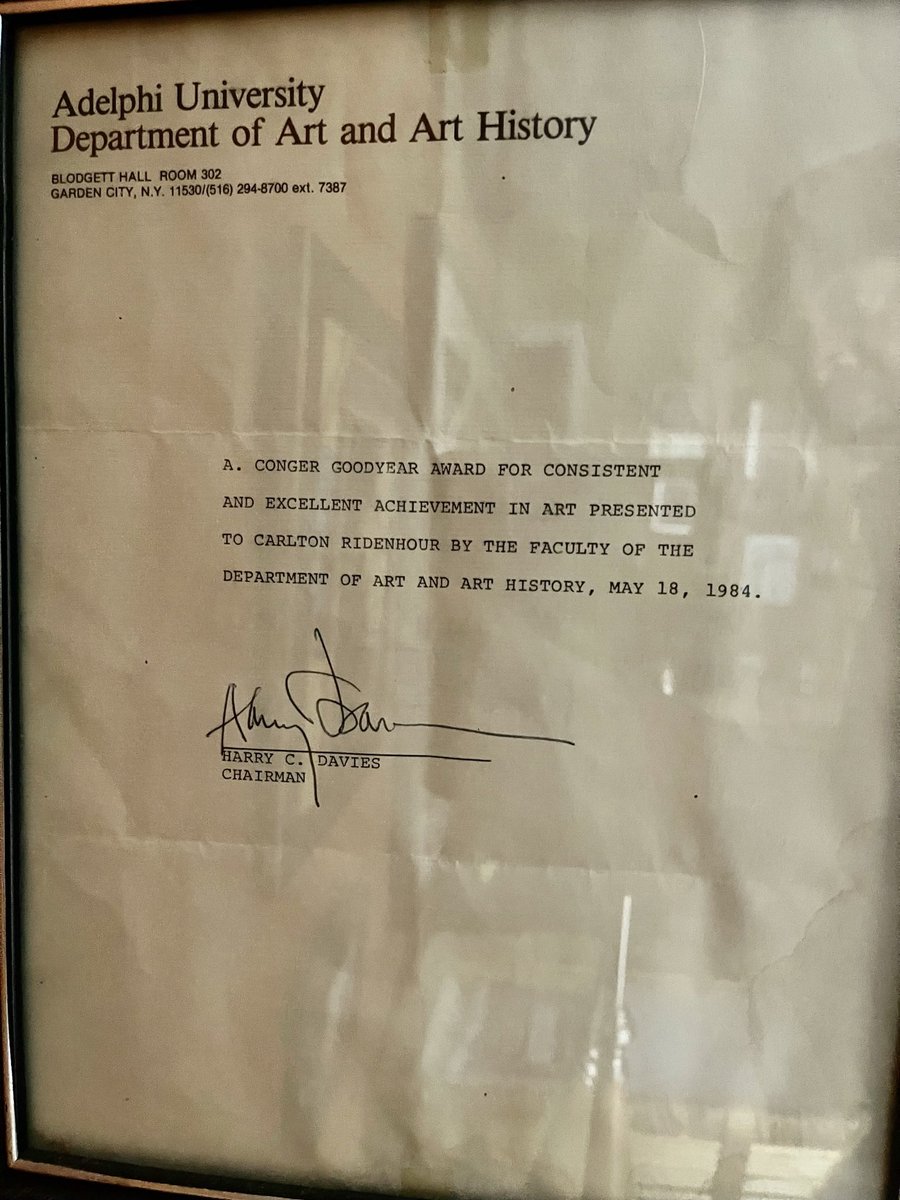 Adelphi University
Department of Art and Art History
BLODGETT HALL ROOM 302
GARDEN CITY, N.Y. 11530/(516) 294-8700 ext. 7387
A. CONGER GOODYEAR AWARD FOR CONSISTENT
AND EXCELLENT ACHIEVEMENT IN ART PRESENTED
TO CARLTON RIDENHOUR BY THE FACULTY OF THE
DEPARTMENT OF ART AND ART HISTORY, MAY 18, 1984.
HARRY C. DAVIES
CHAIRMAN